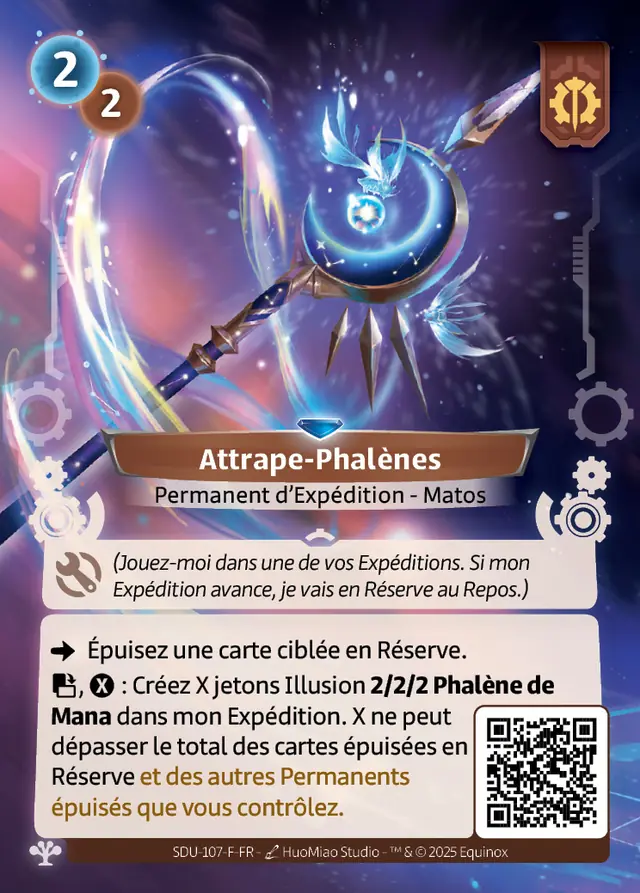 2
2
Attrape-Phalènes
Permanent d’Expédition - Matos
(Jouez-moi dans une de vos Expéditions. Si mon
Expédition avance, je vais en Réserve au Repos.)
Épuisez une carte ciblée en Réserve.
, X : Créez X jetons Illusion 2/2/2 Phalène de
Mana dans mon Expédition. X ne peut
dépasser le total des cartes épuisées en
Réserve et des autres Permanents
épuisés que vous contrôlez.
SDU-107-F-FR - HuoMiao Studio - ™ & © 2025 Equinox